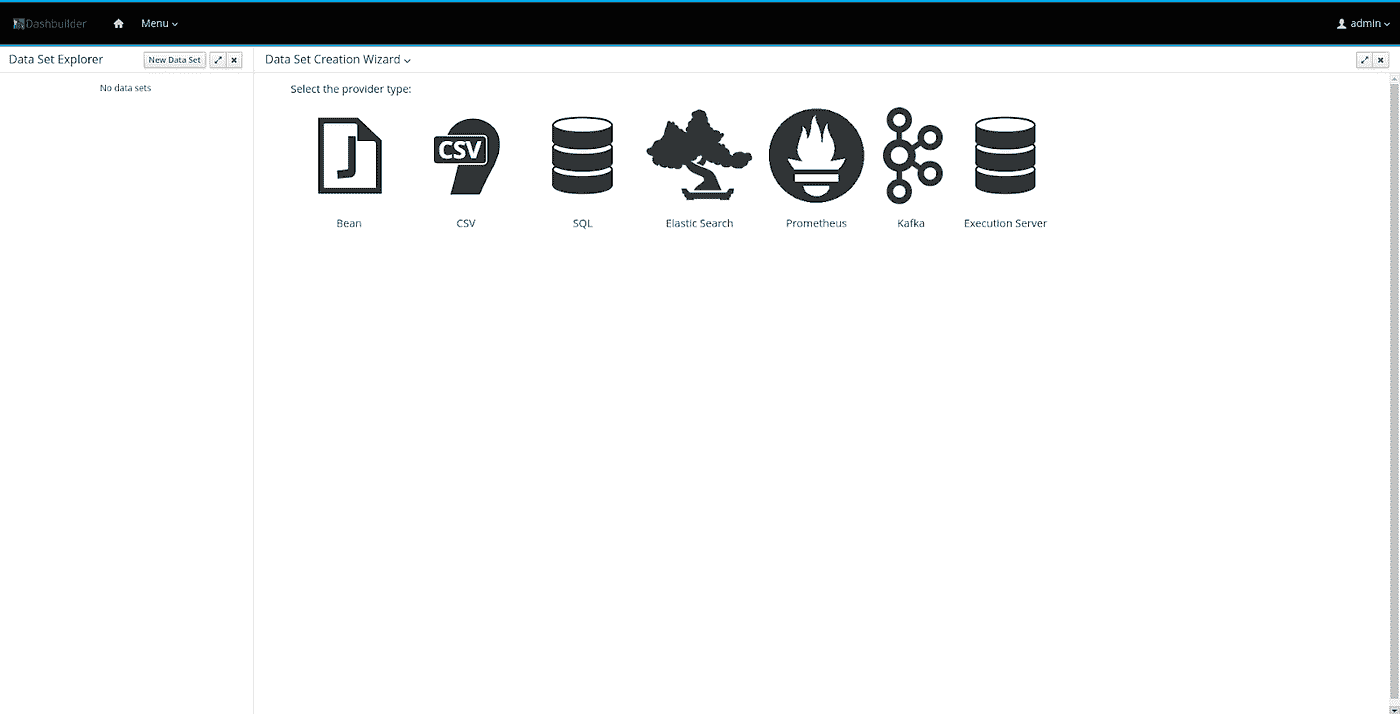 Dashbuilder Menu admin
Data Set Explorer New Data Set Data Set Creation Wizard
No data sets
Select the provider type:
J CSV
Bean CSV SQL Elastic Search Prometheus Kafka Execution Server